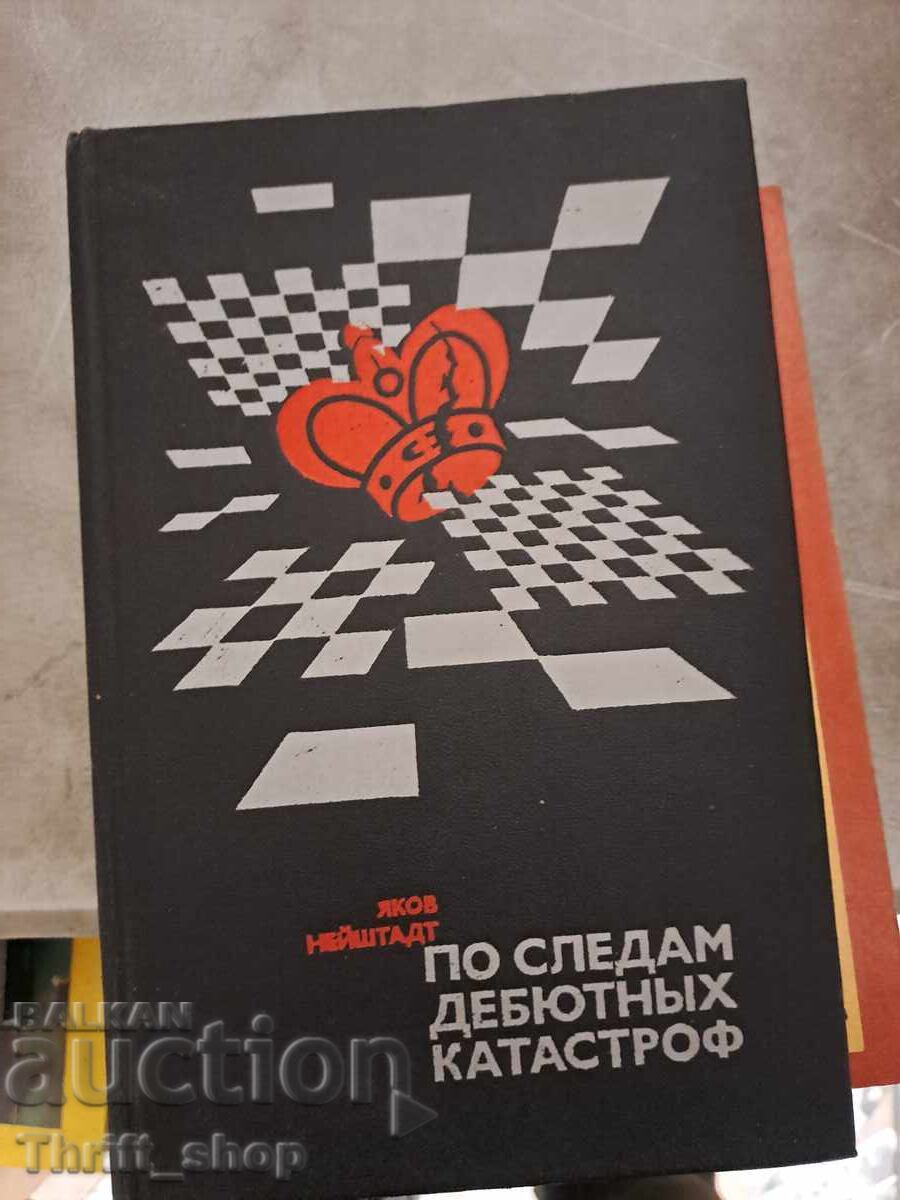 ЯКОВ
НЕЙШТАДТ
ПО СЛЕДАМ
ДЕБЮТНЫХ
КАТАСТРОФ
BALKAN
auction
Thrift_shop